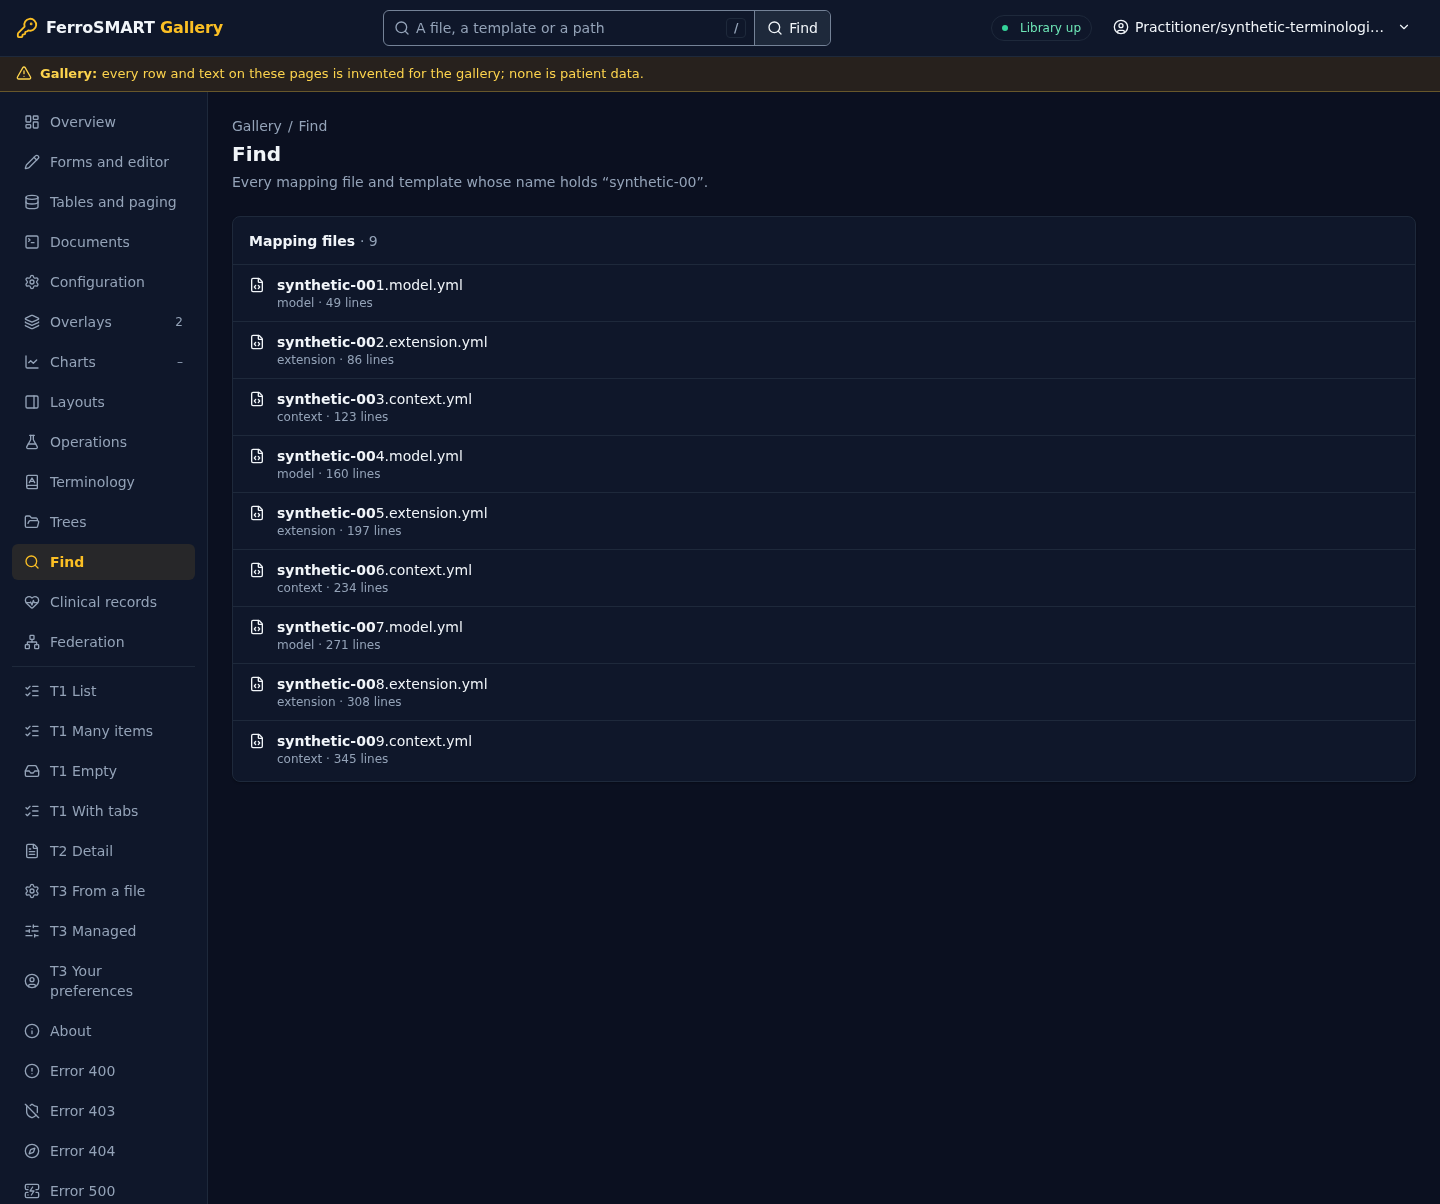 FerroSMART Gallery
A file, a template or a path
/
Find
Library up
Practitioner/synthetic-terminologi…
Gallery: every row and text on these pages is invented for the gallery; none is patient data.
Overview
Forms and editor
Tables and paging
Documents
Configuration
Overlays 2
Charts –
Layouts
Operations
Terminology
Trees
Find
Clinical records
Federation
T1 List
T1 Many items
T1 Empty
T1 With tabs
T2 Detail
T3 From a file
T3 Managed
T3 Your
preferences
About
Error 400
Error 403
Error 404
Error 500
Gallery / Find
Find
Every mapping file and template whose name holds “synthetic-00”.
Mapping files · 9
synthetic-001.model.yml
model · 49 lines
synthetic-002.extension.yml
extension · 86 lines
synthetic-003.context.yml
context · 123 lines
synthetic-004.model.yml
model · 160 lines
synthetic-005.extension.yml
extension · 197 lines
synthetic-006.context.yml
context · 234 lines
synthetic-007.model.yml
model · 271 lines
synthetic-008.extension.yml
extension · 308 lines
synthetic-009.context.yml
context · 345 lines